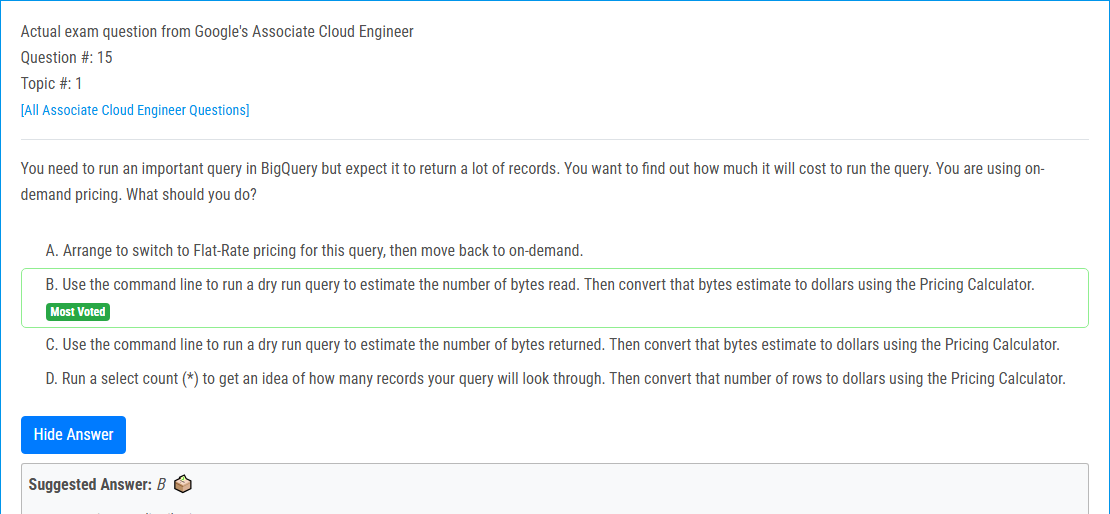 Actual exam question from Google's Associate Cloud Engineer
Question #: 15
Topic #: 1
[All Associate Cloud Engineer Questions]
You need to run an important query in BigQuery but expect it to return a lot of records. You want to find out how much it will cost to run the query. You are using on-
demand pricing. What should you do?
A. Arrange to switch to Flat-Rate pricing for this query, then move back to on-demand.
B. Use the command line to run a dry run query to estimate the number of bytes read. Then convert that bytes estimate to dollars using the Pricing Calculator.
Most Voted
C. Use the command line to run a dry run query to estimate the number of bytes returned. Then convert that bytes estimate to dollars using the Pricing Calculator.
D. Run a select count (*) to get an idea of how many records your query will look through. Then convert that number of rows to dollars using the Pricing Calculator.
Hide Answer
Suggested Answer: B